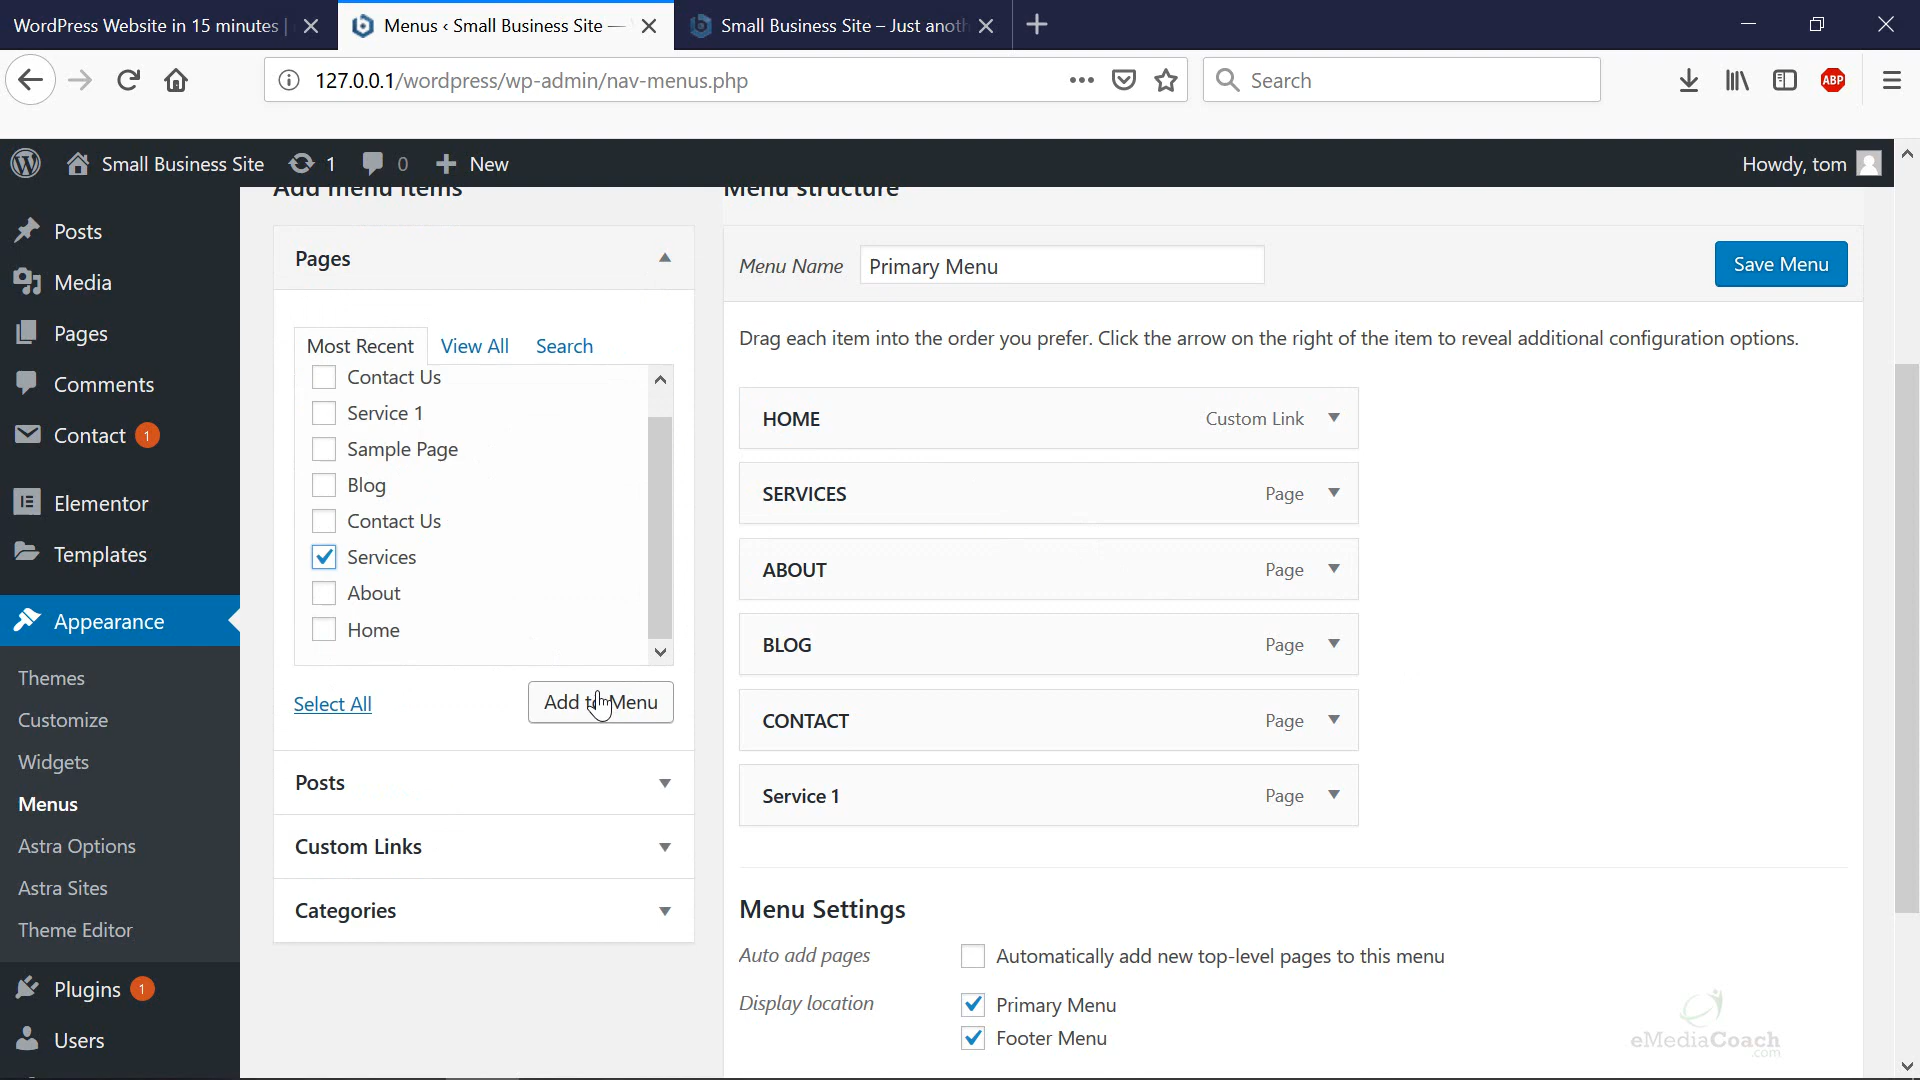 WordPress Website in 15 minutes |
Menus ‹ Small Business Site —
Small Business Site – Just anoth
127.0.0.1/wordpress/wp-admin/nav-menus.php
Search
ABP
Small Business Site
1
0
New
Howdy, tom
Add menu items
Menu structure
Posts
Media
Pages
Comments
Contact 1
Elementor
Templates
Appearance
Themes
Customize
Widgets
Menus
Astra Options
Astra Sites
Theme Editor
Plugins 1
Users
Pages
Most Recent
View All
Search
Contact Us
Service 1
Sample Page
Blog
Contact Us
Services
About
Home
Select All
Add to Menu
Posts
Custom Links
Categories
Menu Name
Primary Menu
Save Menu
Drag each item into the order you prefer. Click the arrow on the right of the item to reveal additional configuration options.
HOME Custom Link
SERVICES Page
ABOUT Page
BLOG Page
CONTACT Page
Service 1 Page
Menu Settings
Auto add pages
Automatically add new top-level pages to this menu
Display location
Primary Menu
Footer Menu
eMediaCoach
.com